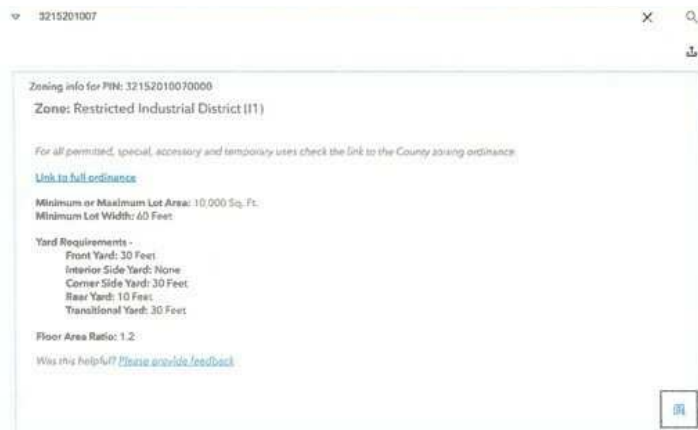 3215201007
Zoning info for PIN: 32152010070000
Zone: Restricted Industrial District (I1)
For all permitted, special, accessory and temporary uses check the link to the County zoning ordinance
Link to full ordinance
Minimum or Maximum Lot Area: 10,000 Sq. Ft.
Minimum Lot Width: 60 Feet
Yard Requirements -
Front Yard: 30 Feet
Interior Side Yard: None
Corner Side Yard: 30 Feet
Rear Yard: 10 Feet
Transitional Yard: 30 Feet
Floor Area Ratio: 1.2
Was this helpful? Please provide feedback